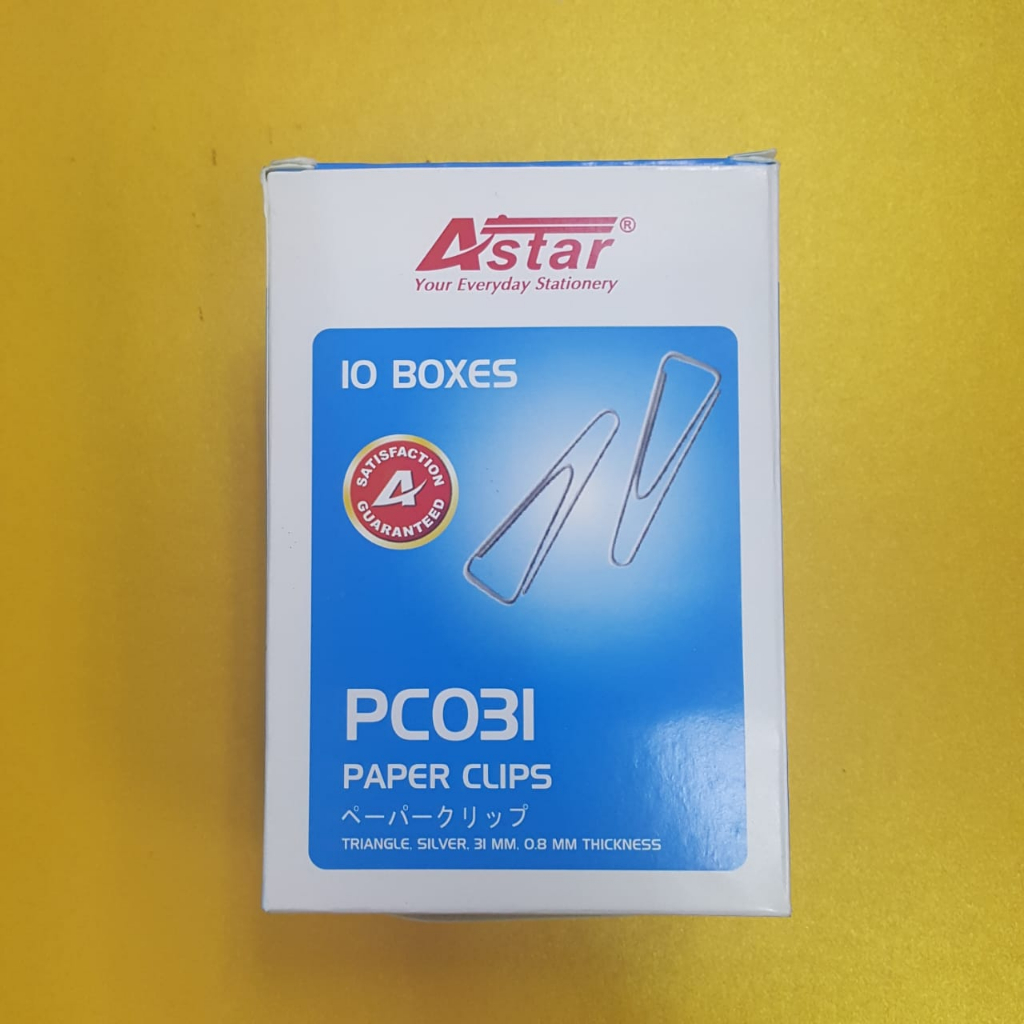 Astar®
Your Everyday Stationery
10 BOXES
SATISFACTION
A
GUARANTEED
PC031
PAPER CLIPS
ペーパークリップ
TRIANGLE, SILVER, 31 MM, 0.8 MM THICKNESS